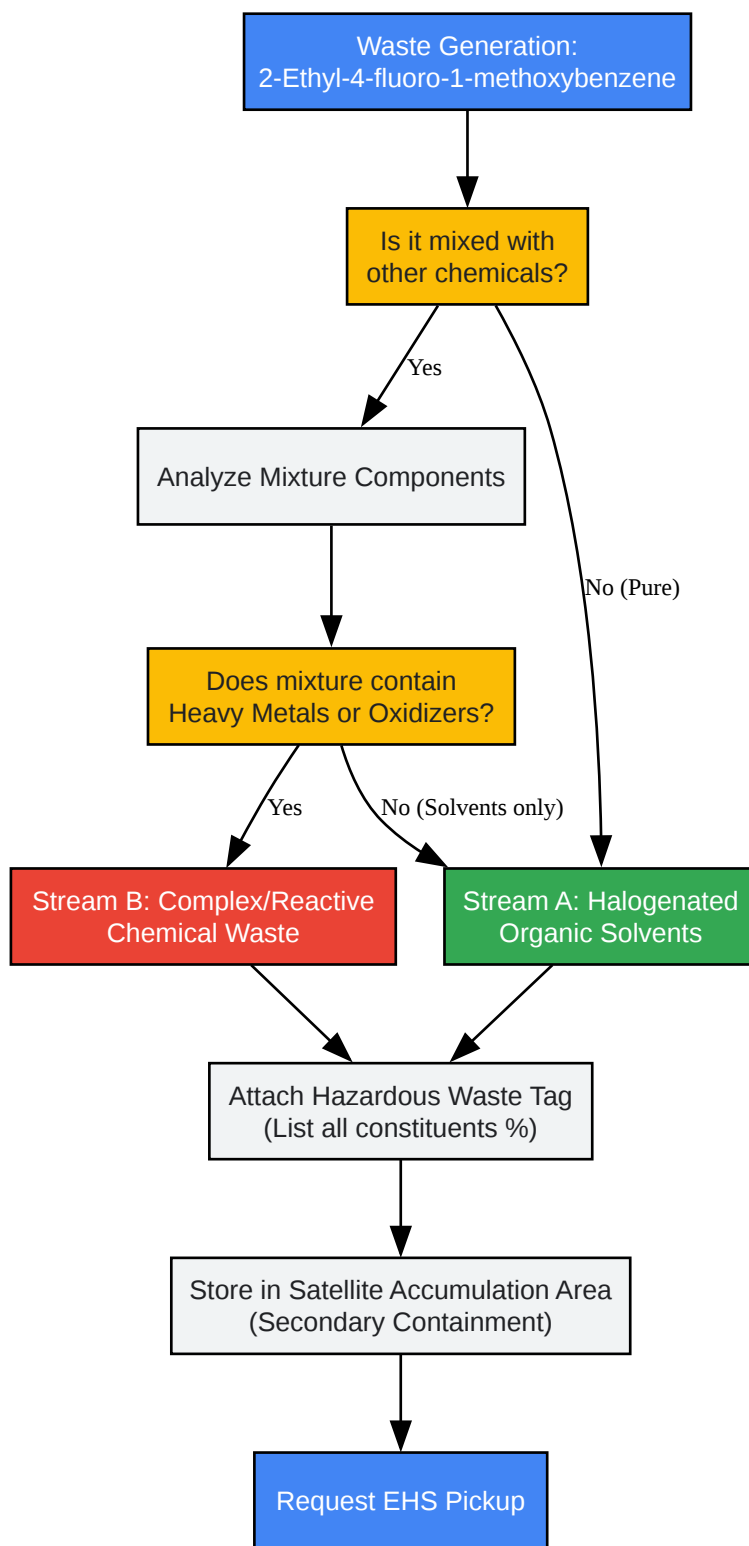 Waste Generation:
2-Ethyl-4-fluoro-1-methoxybenzene
Is it mixed with
other chemicals?
Yes
Analyze Mixture Components
No (Pure)
Does mixture contain
Heavy Metals or Oxidizers?
Yes
No (Solvents only)
Stream B: Complex/Reactive
Chemical Waste
Stream A: Halogenated
Organic Solvents
Attach Hazardous Waste Tag
(List all constituents %)
Store in Satellite Accumulation Area
(Secondary Containment)
Request EHS Pickup